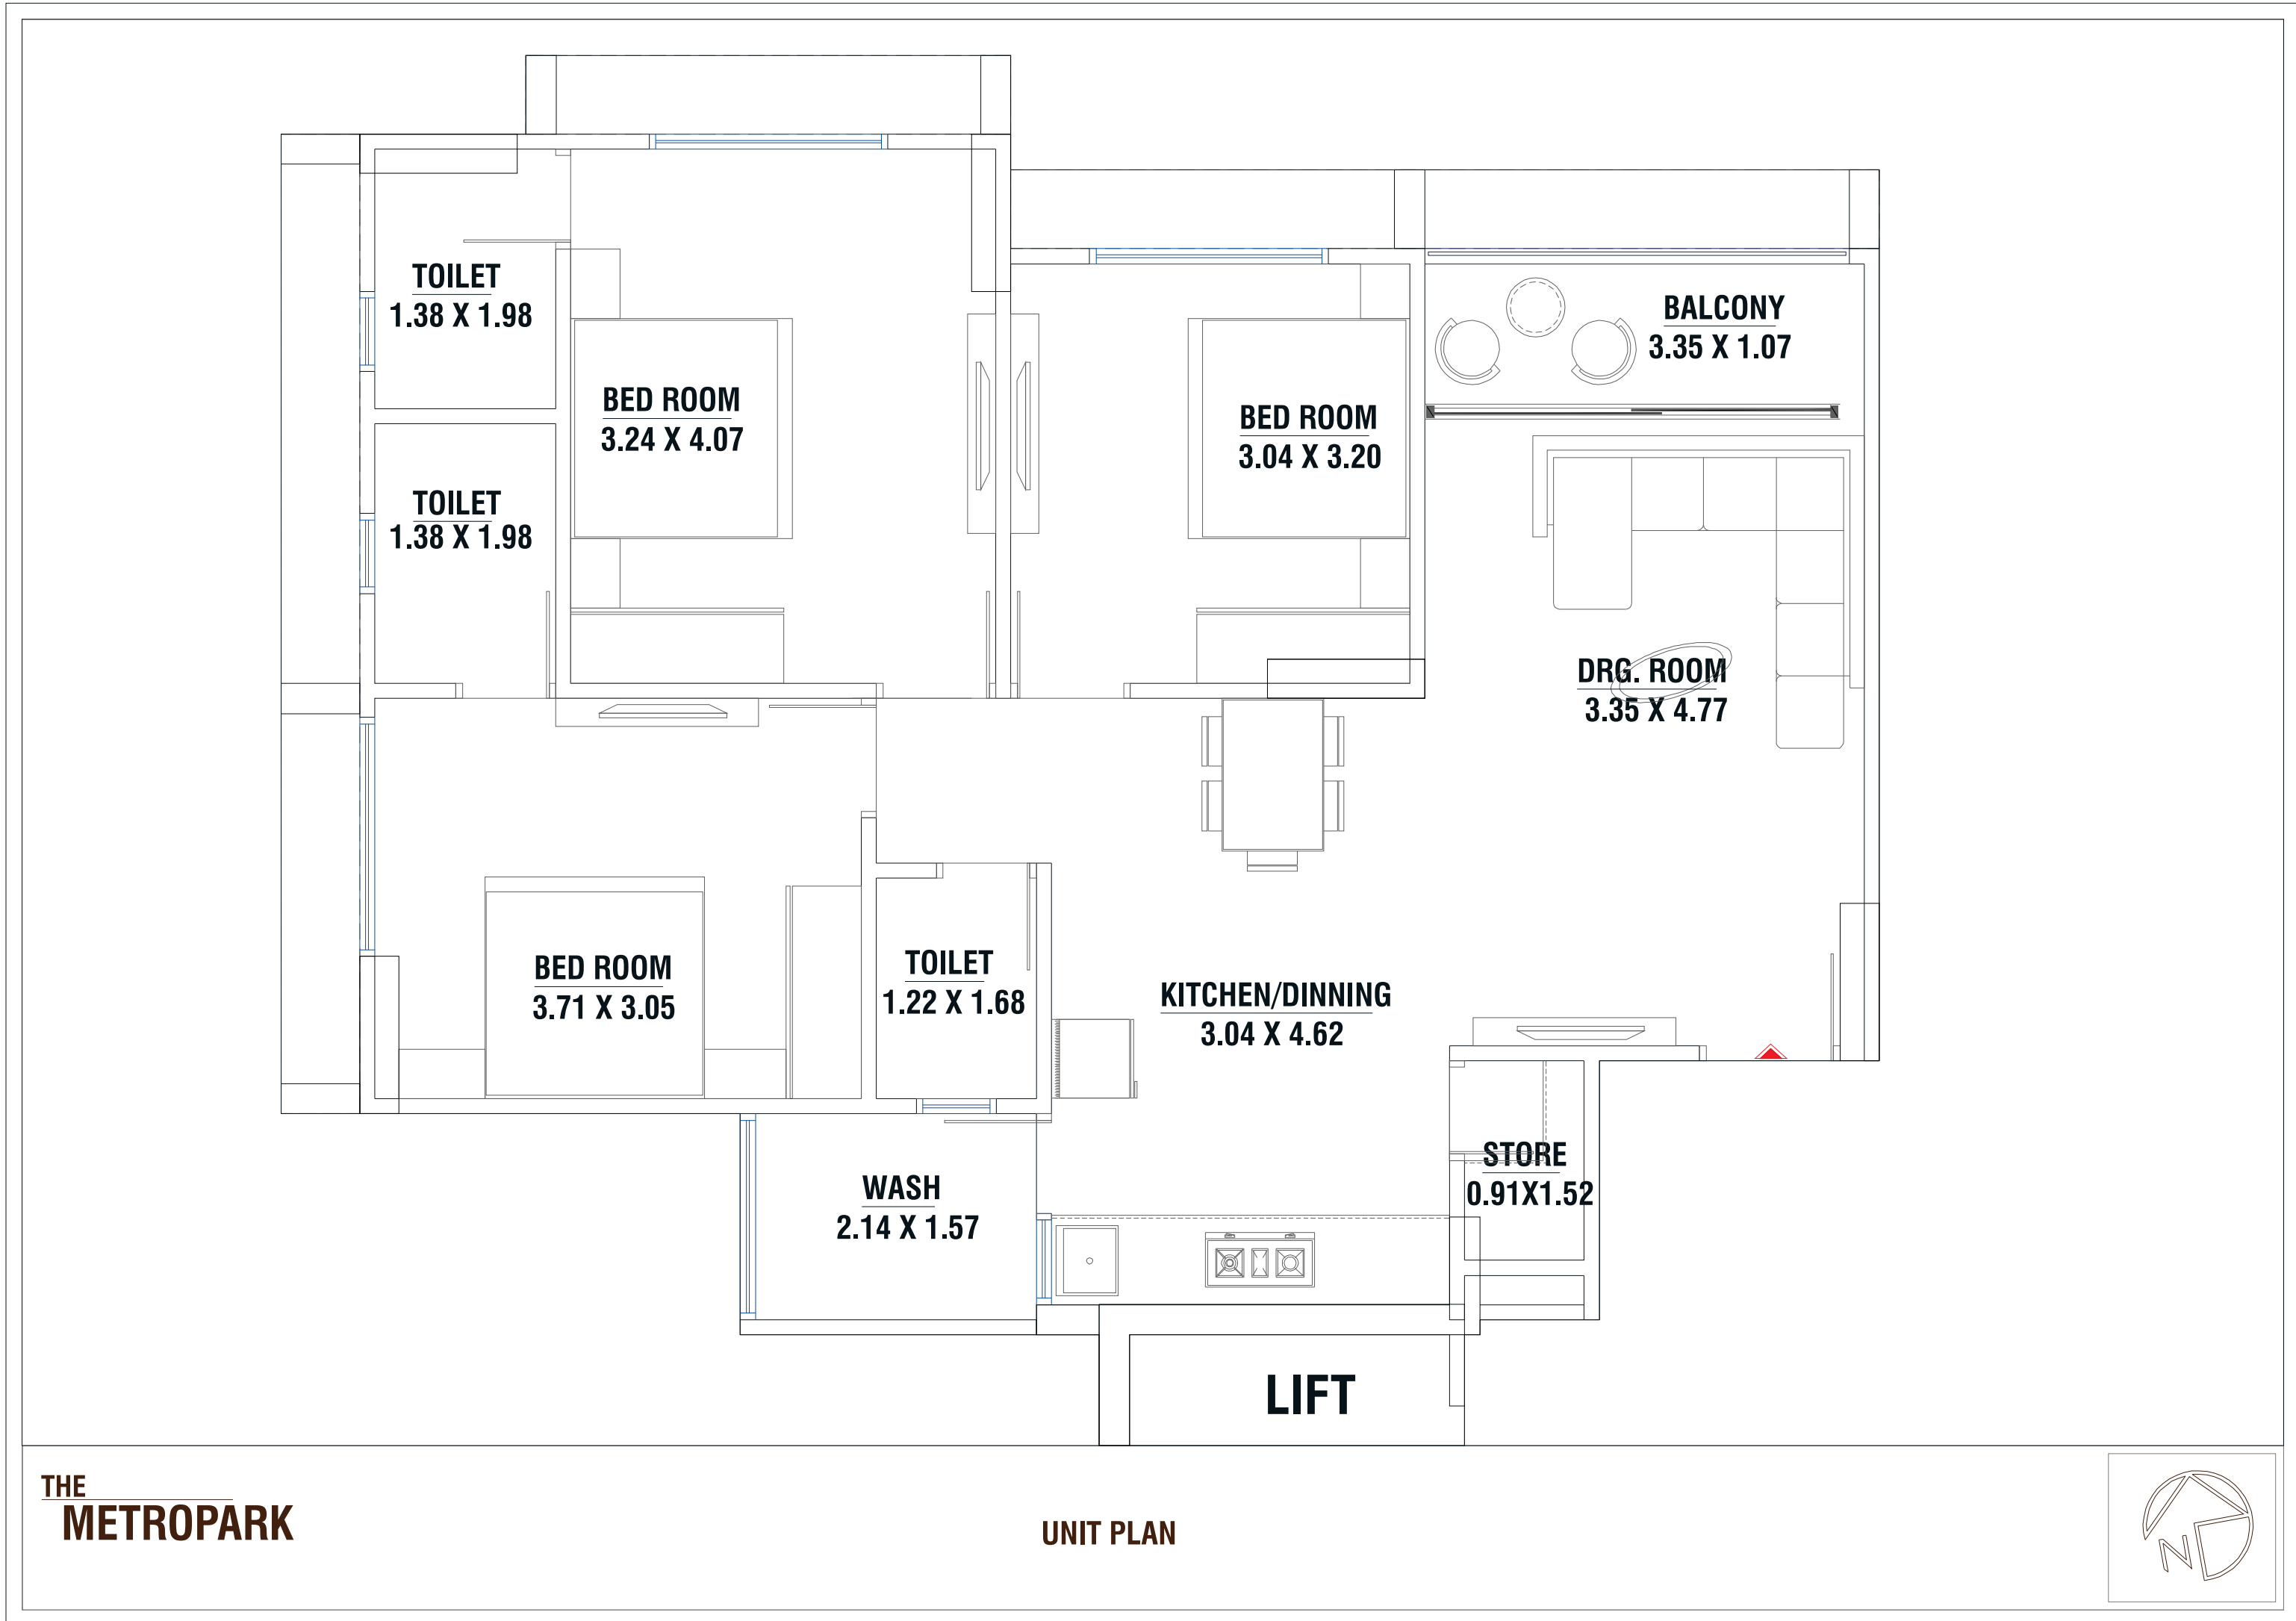 TOILET
1.38 X 1.98
BED ROOM
3.24 X 4.07
BED ROOM
3.04 X 3.20
BALCONY
3.35 X 1.07
TOILET
1.38 X 1.98
DRG. ROOM
3.35 X 4.77
BED ROOM
3.71 X 3.05
TOILET
1.22 X 1.68
KITCHEN/DINNING
3.04 X 4.62
STORE
0.91X1.52
WASH
2.14 X 1.57
LIFT
THE
METROPARK
UNIT PLAN
N